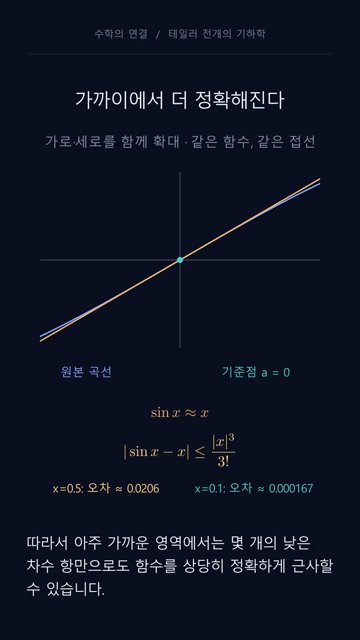 수학의 연결 / 테일러 전개의 기하학
가까이에서 더 정확해진다
가로·세로를 함께 확대 · 같은 함수, 같은 접선
원본 곡선
기준점 a = 0
sin x ≈ x
|sin x − x| ≤ |x|³/3!
x=0.5: 오차 ≈ 0.0206
x=0.1: 오차 ≈ 0.000167
따라서 아주 가까운 영역에서는 몇 개의 낮은
차수 항만으로도 함수를 상당히 정확하게 근사할
수 있습니다.